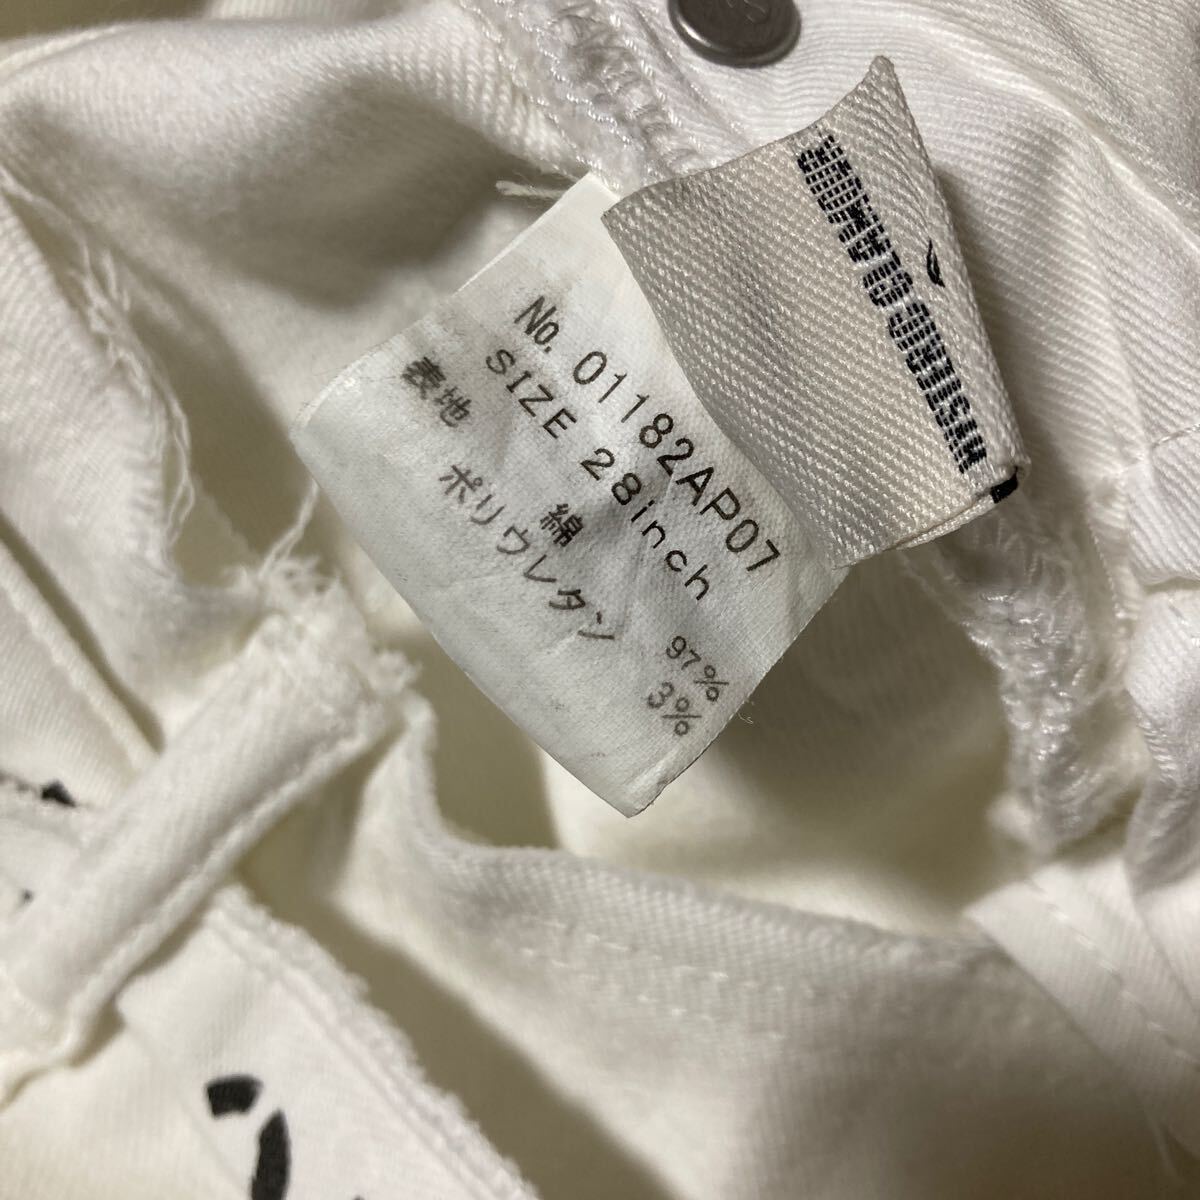 No. 01182AP07
SIZE 28inch
表地 綿 97%
ポリウレタン 3%